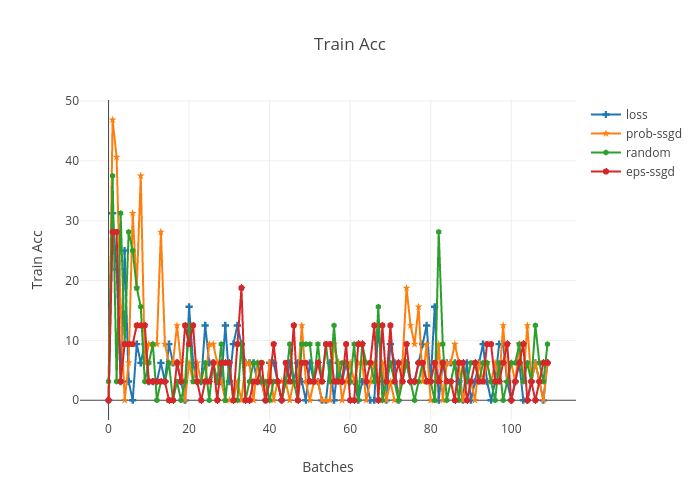 Train Acc
50
40
30
20
10
0
0 20 40 60 80 100
Train Acc
Batches
loss
prob-ssgd
random
eps-ssgd